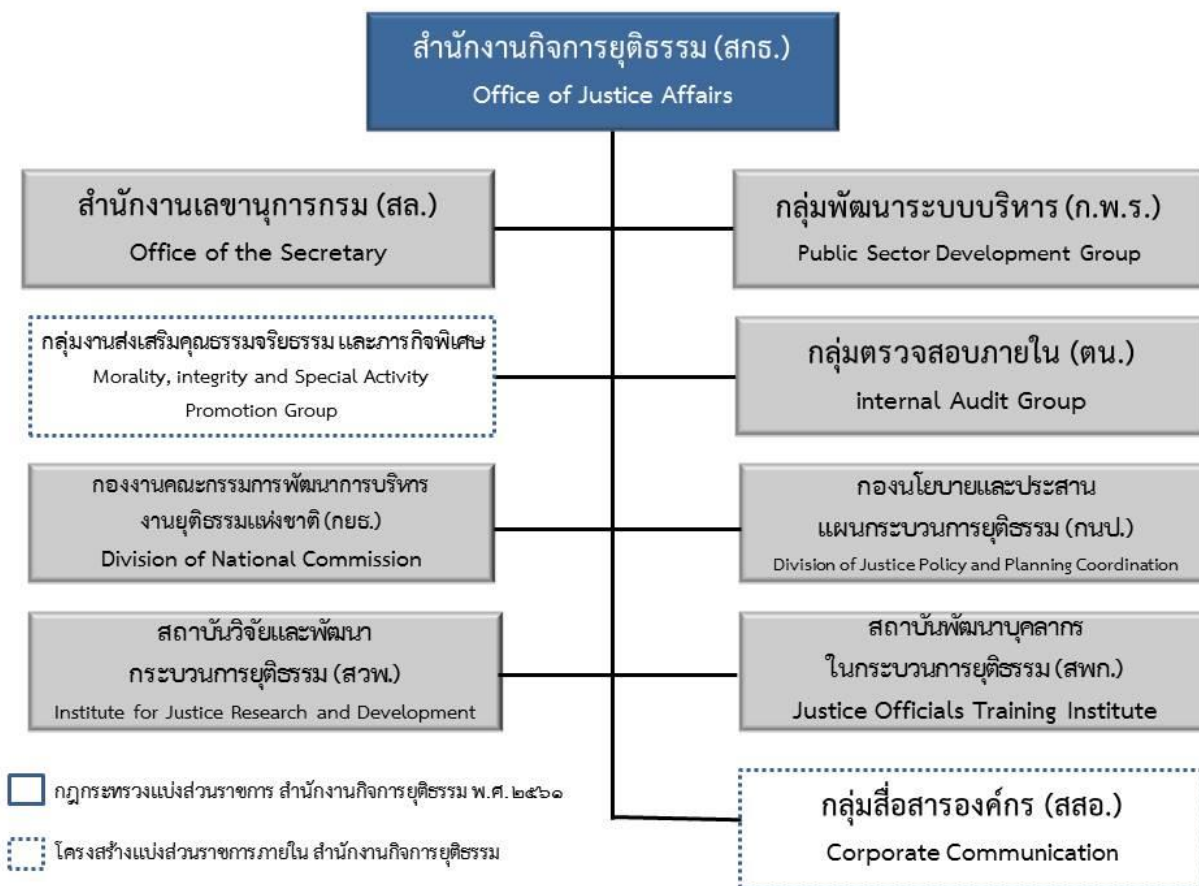 สำนักงานกิจการยุติธรรม (สกธ.)
Office of Justice Affairs
สำนักงานเลขานุการกรม (สล.)
Office of the Secretary
กลุ่มพัฒนาระบบบริหาร (ก.พ.ร.)
Public Sector Development Group
กลุ่มงานส่งเสริมคุณธรรมจริยธรรม และภารกิจพิเศษ
Morality, integrity and Special Activity
Promotion Group
กลุ่มตรวจสอบภายใน (ตน.)
internal Audit Group
กองงานคณะกรรมการพัฒนาการบริหาร
งานยุติธรรมแห่งชาติ (กยธ.)
Division of National Commission
กองนโยบายและประสาน
แผนกระบวนการยุติธรรม (กนป.)
Division of Justice Policy and Planning Coordination
สถาบันวิจัยและพัฒนา
กระบวนการยุติธรรม (สวพ.)
Institute for Justice Research and Development
สถาบันพัฒนาบุคลากร
ในกระบวนการยุติธรรม (สพก.)
Justice Officials Training Institute
กลุ่มสื่อสารองค์กร (สสอ.)
Corporate Communication
กฎกระทรวงแบ่งส่วนราชการ สำนักงานกิจการยุติธรรม พ.ศ. ๒๕๖๑
โครงสร้างแบ่งส่วนราชการภายใน สำนักงานกิจการยุติธรรม